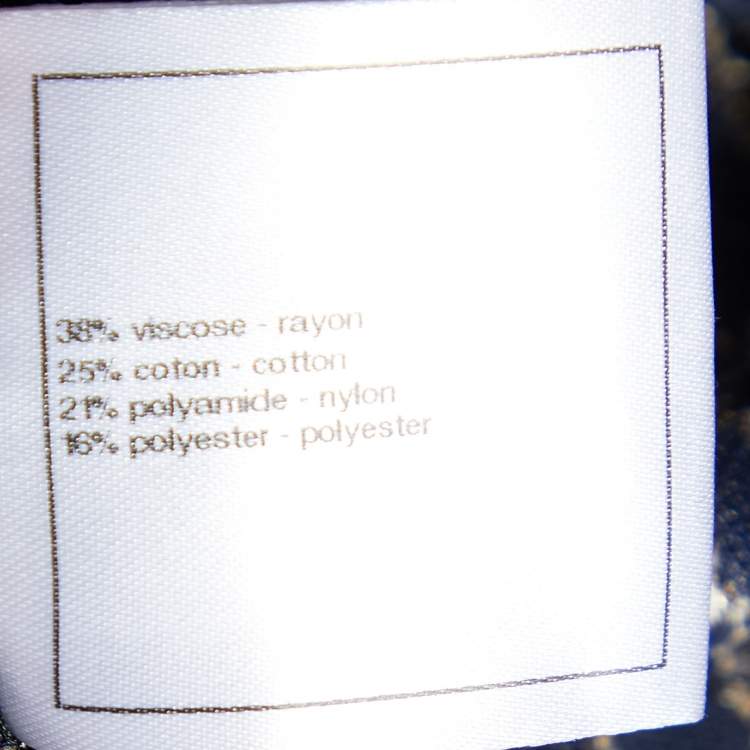 38% viscose - rayon
25% coton - cotton
21% polyamide - nylon
16% polyester - polyester